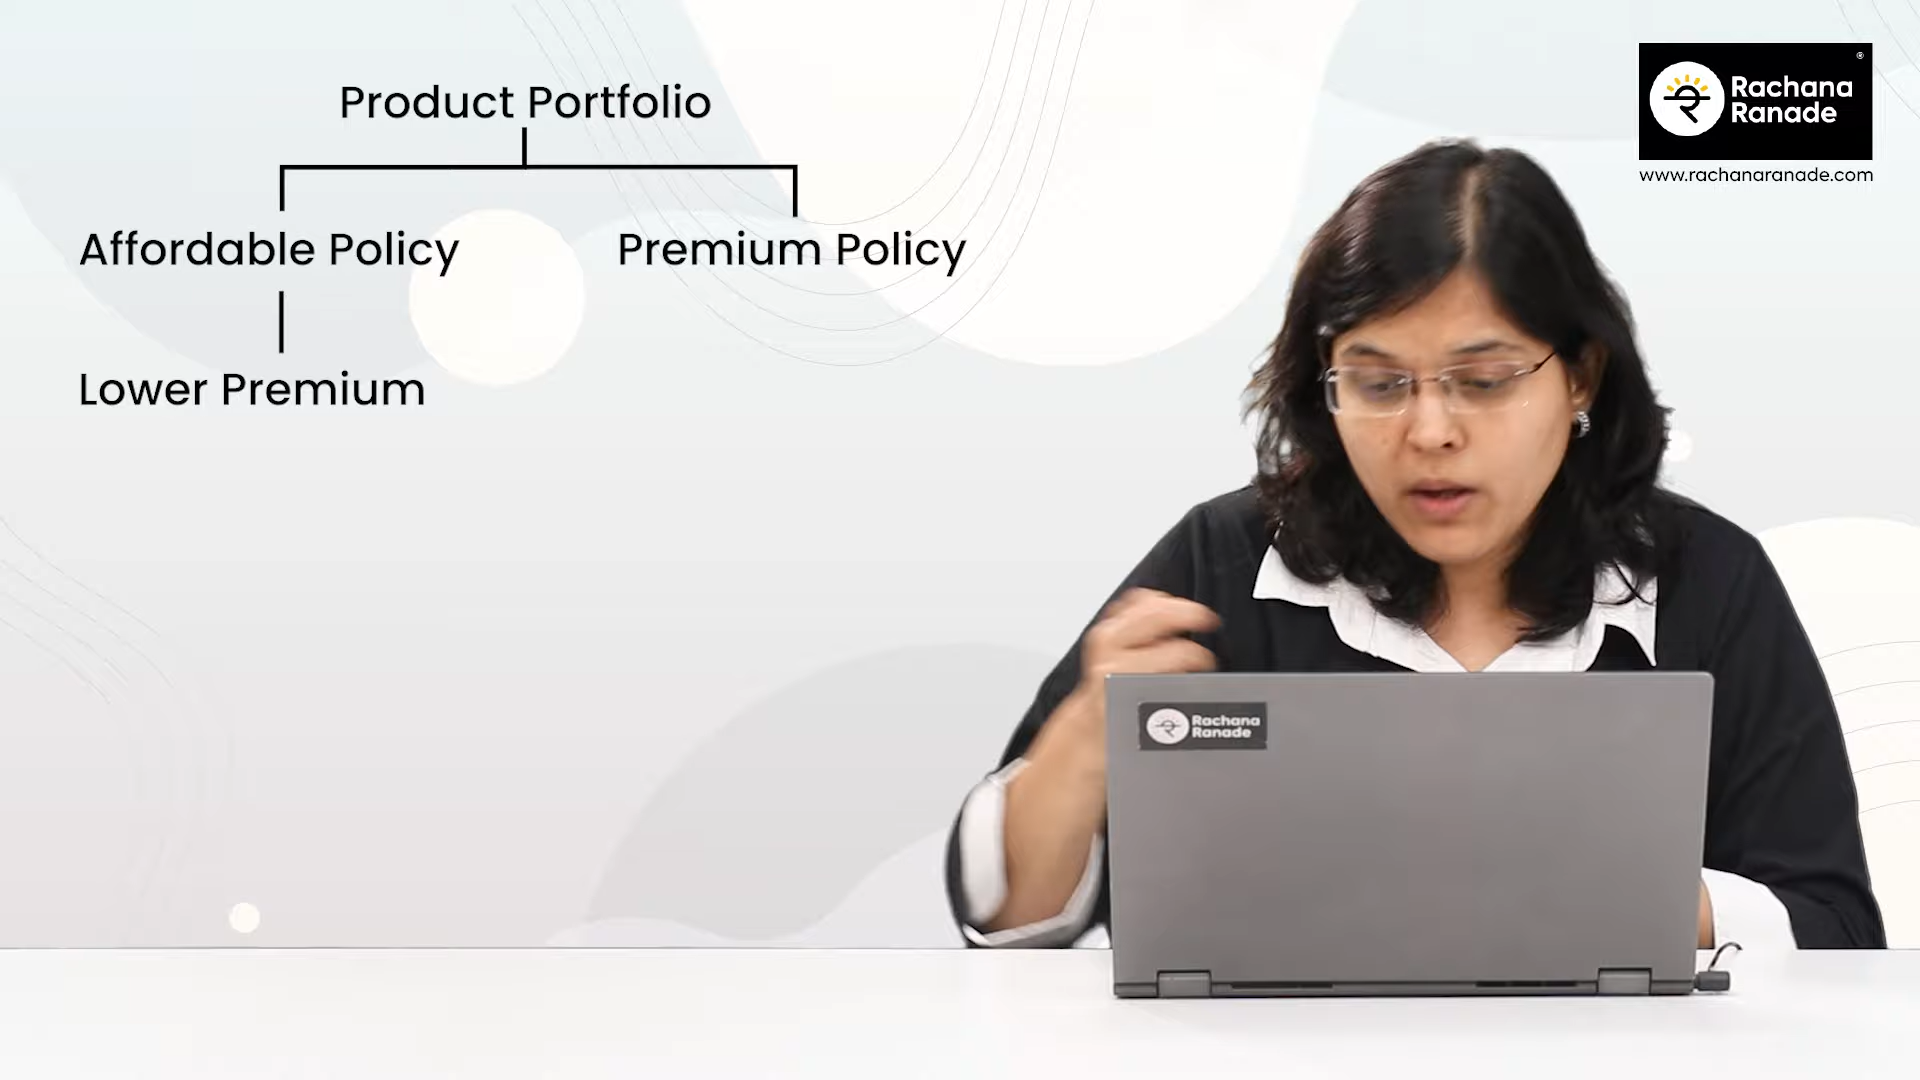 Product Portfolio
Affordable Policy
Premium Policy
Lower Premium
Rachana
Ranade
®
www.rachanaranade.com
Rachana
Ranade